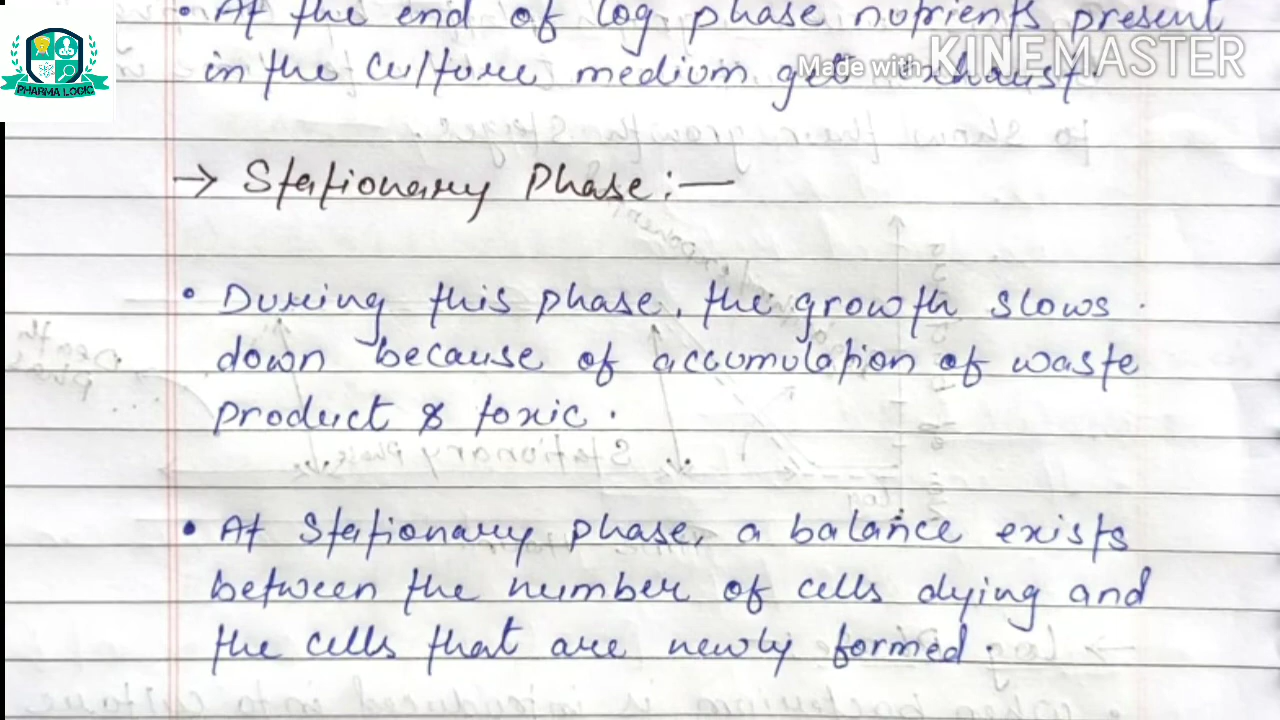 • At the end of log phase nutrients present
in the culture medium get exhaust.
Made with KINEMASTER
PHARMA LOGIC
→ Stationary Phase:—
• During this phase, the growth slows
down because of accumulation of waste
product & toxic.
• At stationary phase, a balance exists
between the number of cells dying and
the cells that are newly formed.